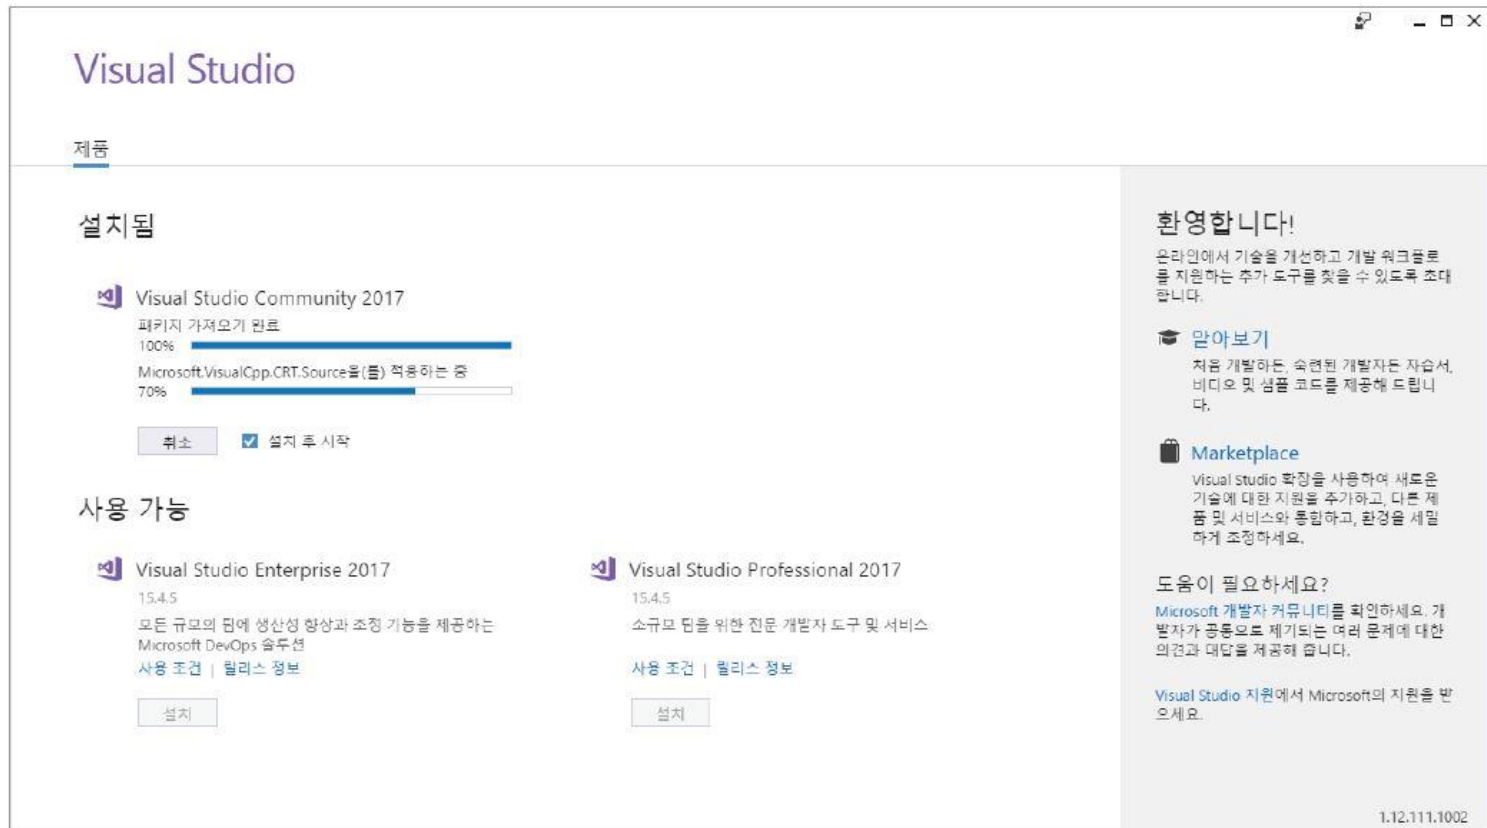 Visual Studio
제품
설치됨
Visual Studio Community 2017
패키지 가져오기 완료
100%
Microsoft.VisualCpp.CRT.Source을(를) 적용하는 중
70%
취소
설치 후 시작
사용 가능
Visual Studio Enterprise 2017
15.4.5
모든 규모의 팀에 생산성 향상과 조정 기능을 제공하는
Microsoft DevOps 솔루션
사용 조건 | 릴리스 정보
설치
Visual Studio Professional 2017
15.4.5
소규모 팀을 위한 전문 개발자 도구 및 서비스
사용 조건 | 릴리스 정보
설치
환영합니다!
온라인에서 기술을 개선하고 개발 워크플로
를 지원하는 추가 도구를 찾을 수 있도록 초대
합니다.
알아보기
처음 개발하든, 숙련된 개발자든 자습서,
비디오 및 샘플 코드를 제공해 드립니
다.
Marketplace
Visual Studio 확장을 사용하여 새로운
기술에 대한 지원을 추가하고, 다른 제
품 및 서비스와 통합하고, 환경을 세밀
하게 조정하세요.
도움이 필요하세요?
Microsoft 개발자 커뮤니티를 확인하세요. 개
발자가 공통으로 제기되는 여러 문제에 대한
의견과 대답을 제공해 줍니다.
Visual Studio 지원에서 Microsoft의 지원을 받
으세요.
1.12.111.1002